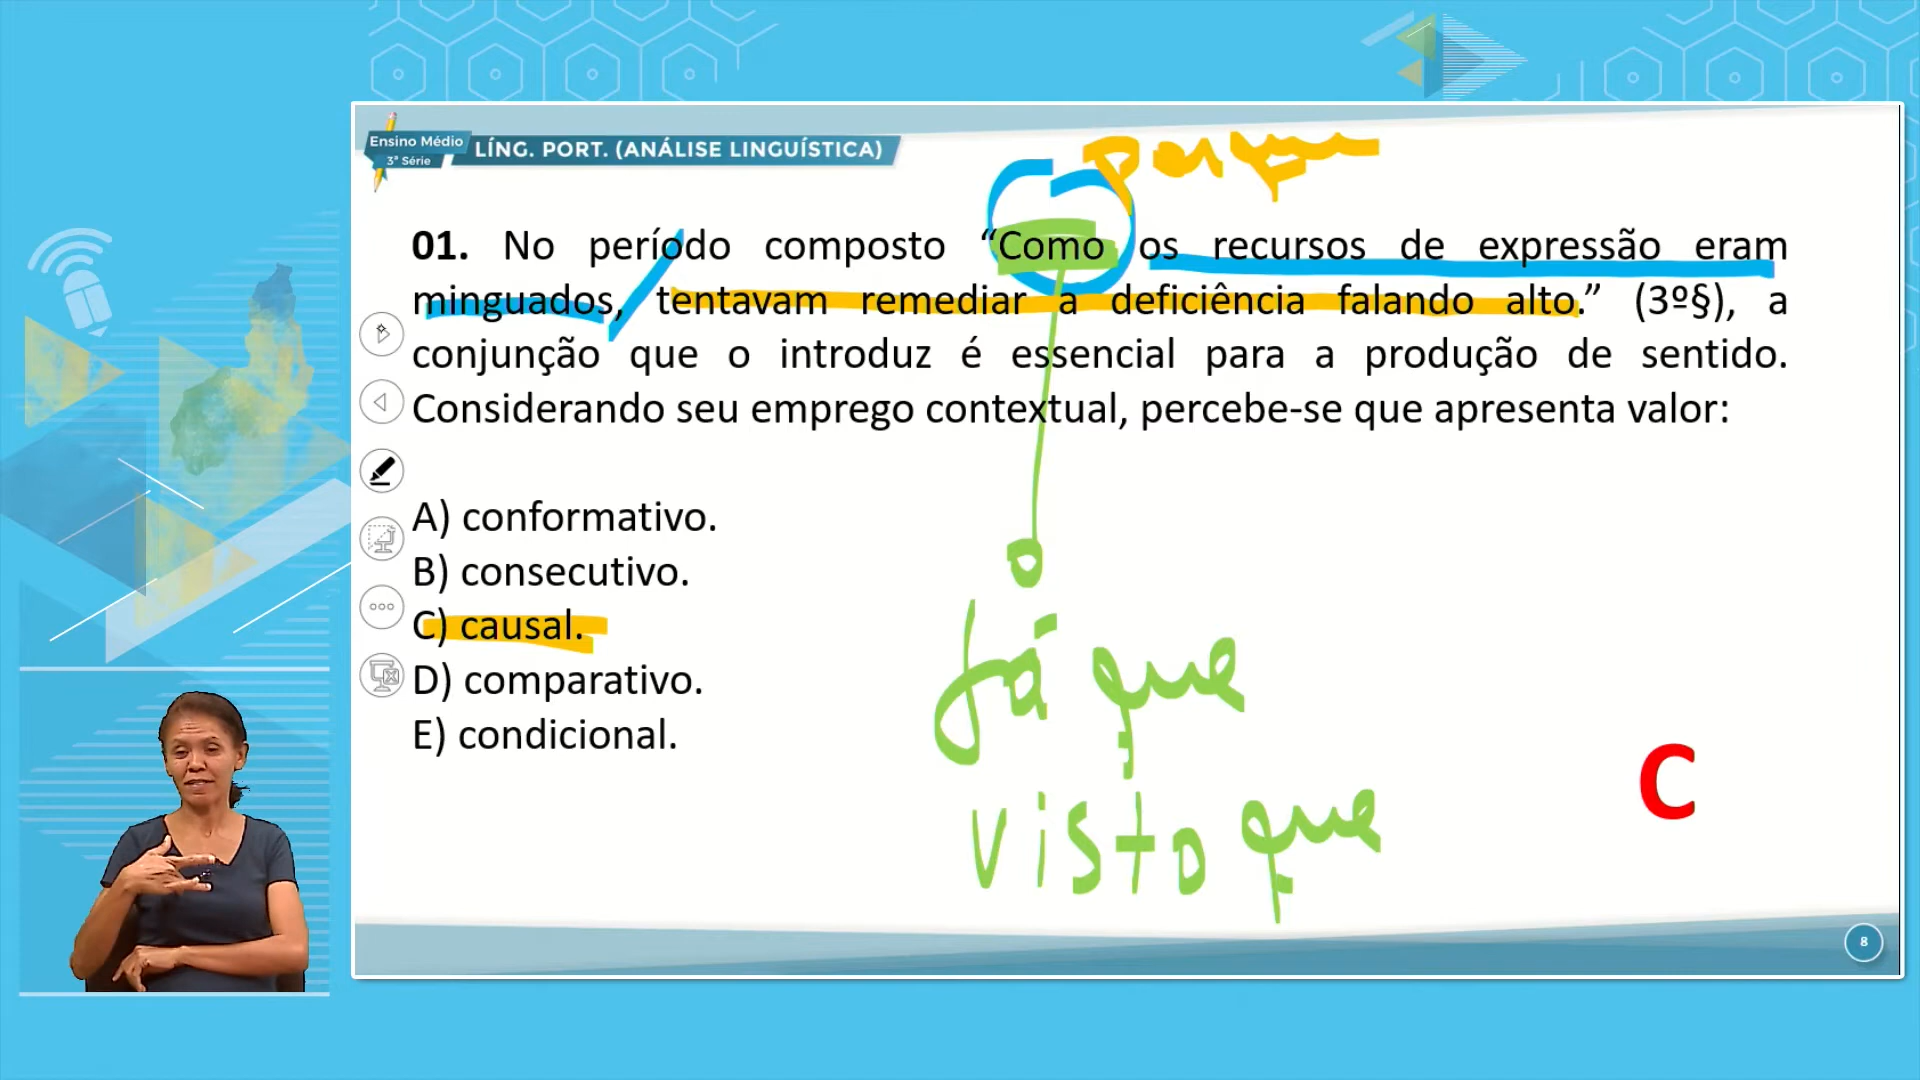 Ensino Médio
3ª Série
LÍNG. PORT. (ANÁLISE LINGUÍSTICA)
porque
01. No período composto “Como os recursos de expressão eram
minguados, tentavam remediar a deficiência falando alto.” (3º§), a
conjunção que o introduz é essencial para a produção de sentido.
Considerando seu emprego contextual, percebe-se que apresenta valor:
A) conformativo.
B) consecutivo.
C) causal.
D) comparativo.
E) condicional.
Já que
visto que
C
8